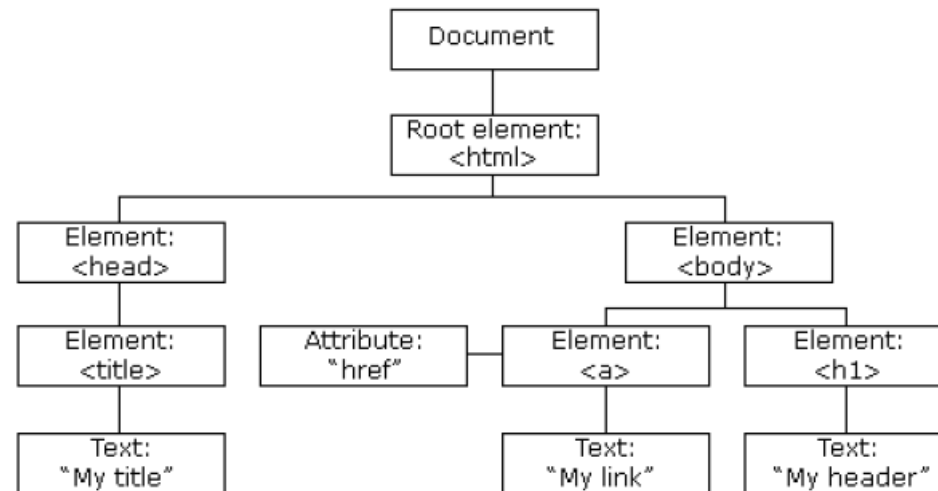 Document
Root element:
<html>
Element:
<head>
Element:
<body>
Element:
<title>
Attribute:
“href”
Element:
<a>
Element:
<h1>
Text:
“My title”
Text:
“My link”
Text:
“My header”